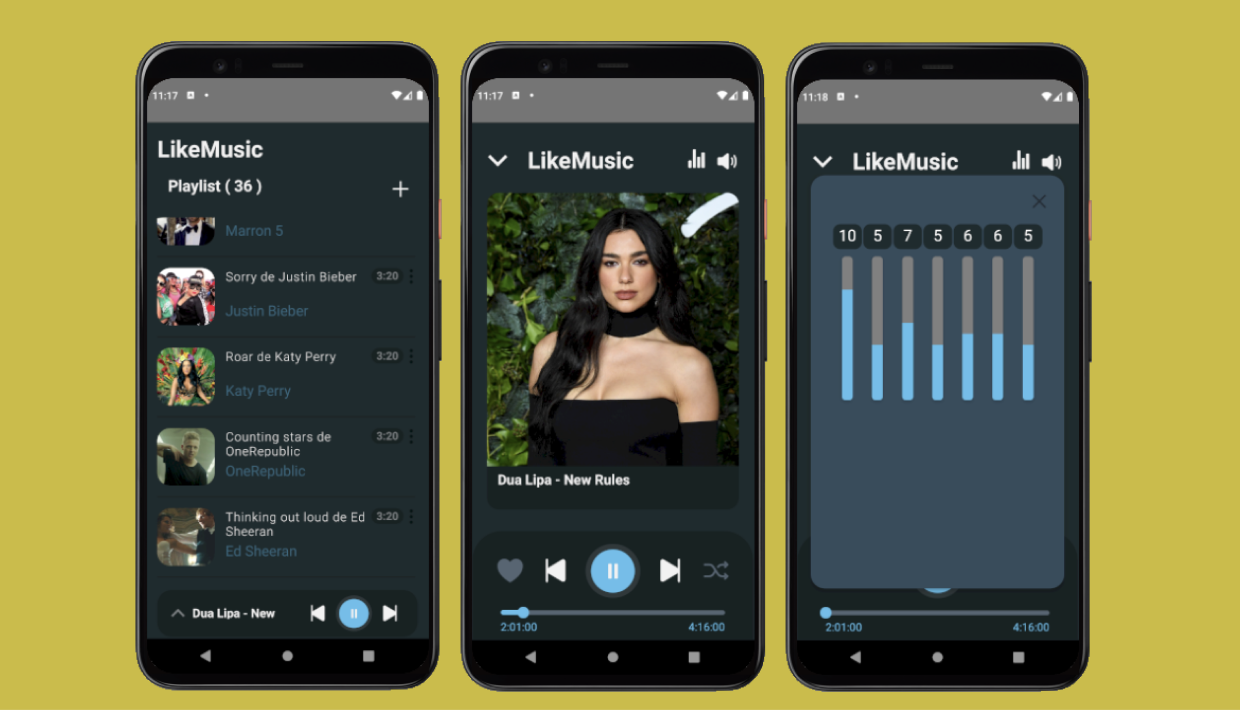 11:17
LikeMusic
Playlist ( 36 )
Marron 5
Sorry de Justin Bieber 3:20
Justin Bieber
Roar de Katy Perry 3:20
Katy Perry
Counting stars de 3:20
OneRepublic
OneRepublic
Thinking out loud de Ed 3:20
Sheeran
Ed Sheeran
Dua Lipa - New
11:17
LikeMusic
Dua Lipa - New Rules
2:01:00 4:16:00
11:18
LikeMusic
10 5 7 5 6 6 5
2:01:00 4:16:00